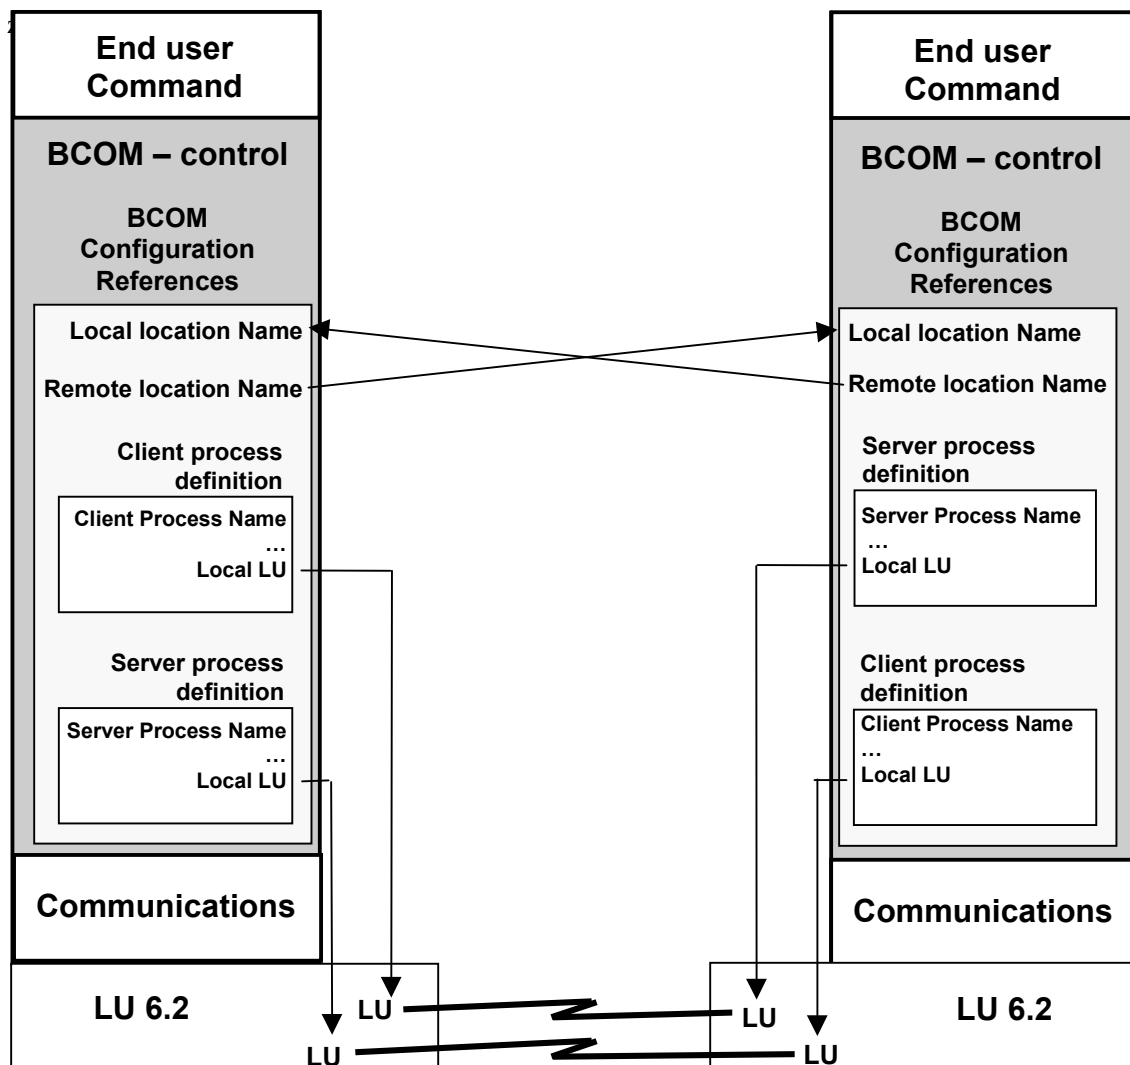 End user
Command
BCOM – control
BCOM
Configuration
References
Local location Name
Remote location Name
Client process
definition
Client Process Name
...
Local LU
Server process
definition
Server Process Name
...
Local LU
Communications
LU 6.2
LU
LU
End user
Command
BCOM – control
BCOM
Configuration
References
Local location Name
Remote location Name
Server process
definition
Server Process Name
...
Local LU
Client process
definition
Client Process Name
...
Local LU
Communications
LU
LU
LU 6.2